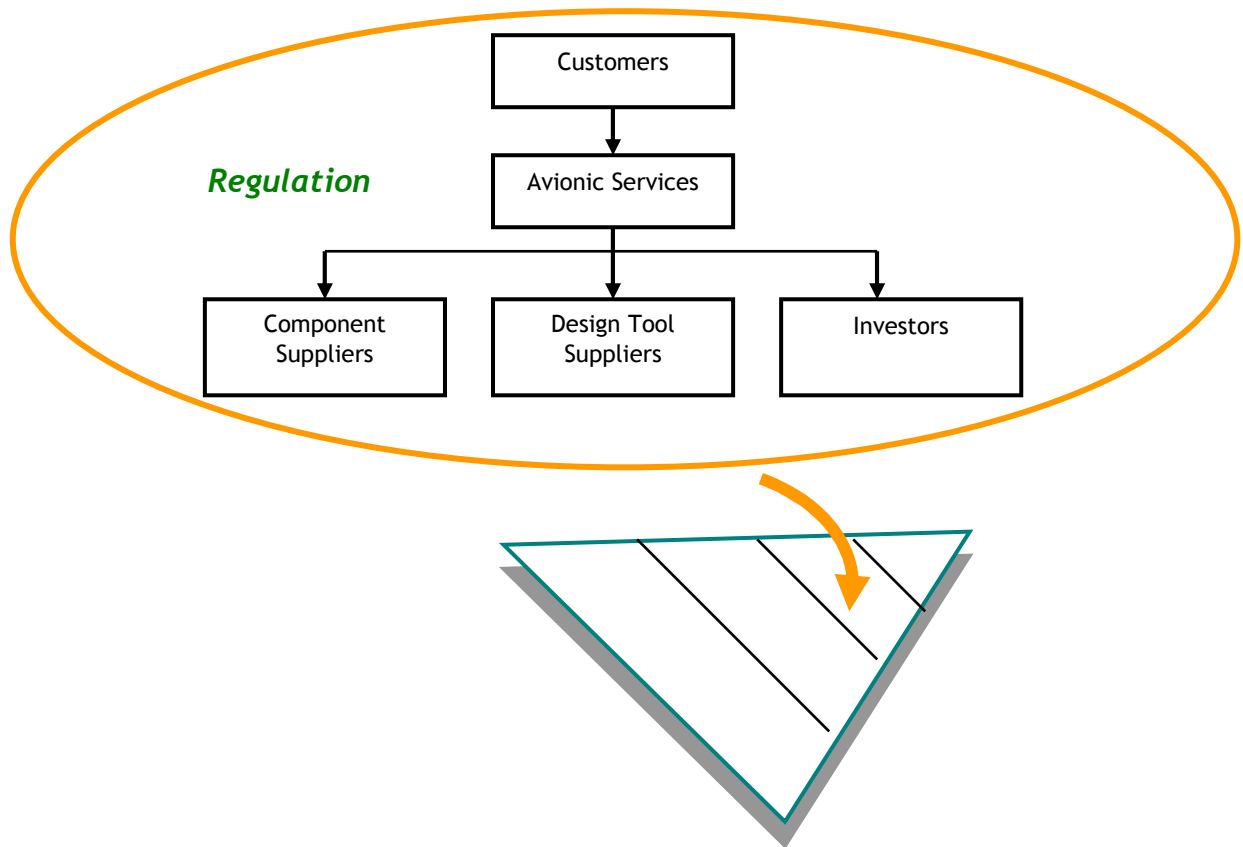 Customers
Regulation
Avionic Services
Component
Suppliers
Design Tool
Suppliers
Investors